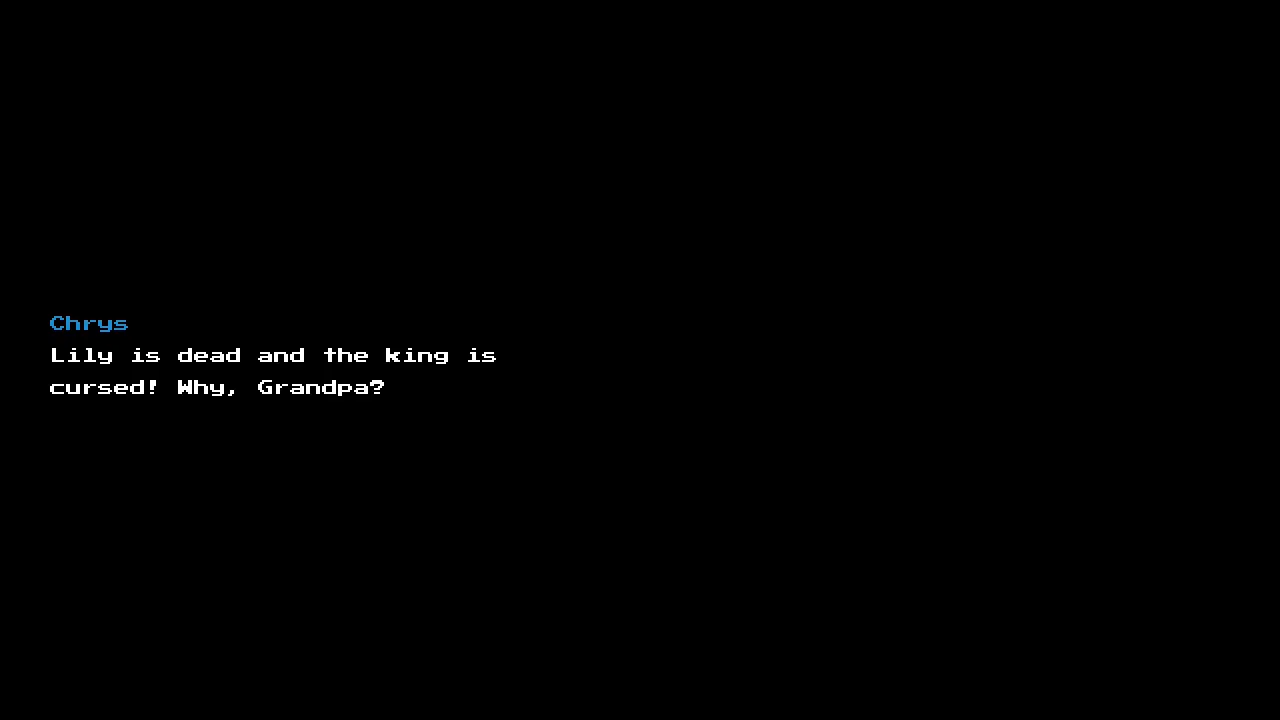 Chrys
Lily is dead and the king is
cursed! Why, Grandpa?